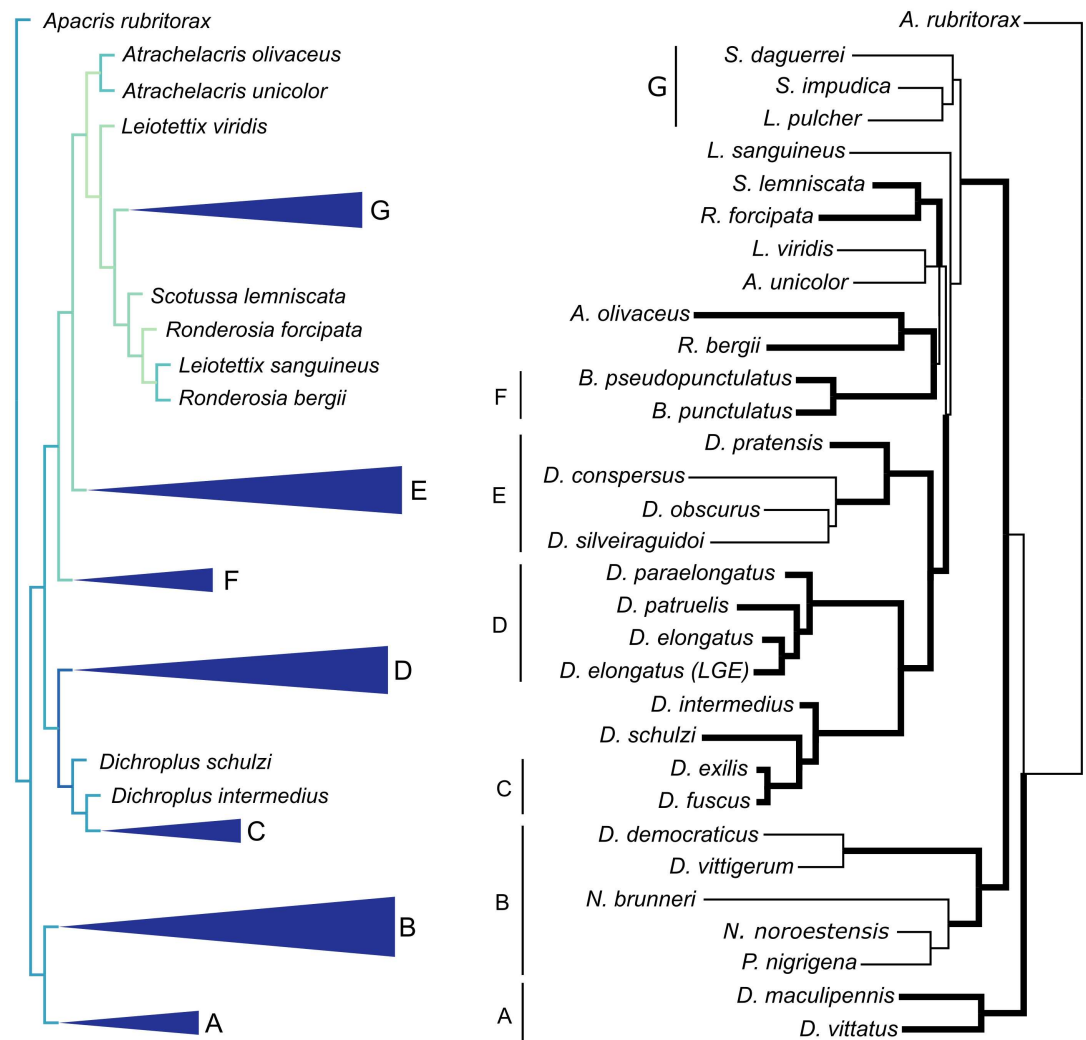 Apacris rubritorax
Atrachelacris olivaceus
Atrachelacris unicolor
Leiotettix viridis
G
Scotussa lemniscata
Ronderosia forcipata
Leiotettix sanguineus
Ronderosia bergii
E
F
D
Dichroplus schulzi
Dichroplus intermedius
C
B
A
A. rubritorax
G
S. daguerrei
S. impudica
L. pulcher
L. sanguineus
S. lemniscata
R. forcipata
L. viridis
A. unicolor
A. olivaceus
R. bergii
F
B. pseudopunctulatus
B. punctulatus
E
D. pratensis
D. conspersus
D. obscurus
D. silveiraguidoi
D
D. paraelongatus
D. patruelis
D. elongatus
D. elongatus (LGE)
D. intermedius
D. schulzi
C
D. exilis
D. fuscus
B
D. democraticus
D. vittigerum
N. brunneri
N. noroestensis
P. nigrigena
A
D. maculipennis
D. vittatus